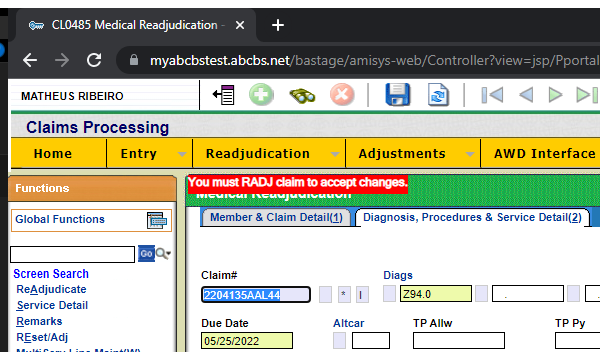 CL0485 Medical Readjudication -
myabcbstest.abcbs.net/bastage/amisys-web/Controller?view=jsp/Pportal
MATHEUS RIBEIRO
Claims Processing
Home Entry Readjudication Adjustments AWD Interface
Functions
You must RADJ claim to accept changes.
Medical Readjudication
Global Functions
Member & Claim Detail(1) Diagnosis, Procedures & Service Detail(2)
Go
Screen Search
ReAdjudicate
Service Detail
Remarks
REset/Adj
MultiServ Line Maint(W)
Claim# Diags
2204135AAL44 * I Z94.0 . .
Due Date Altcar TP Allw TP Py
05/25/2022